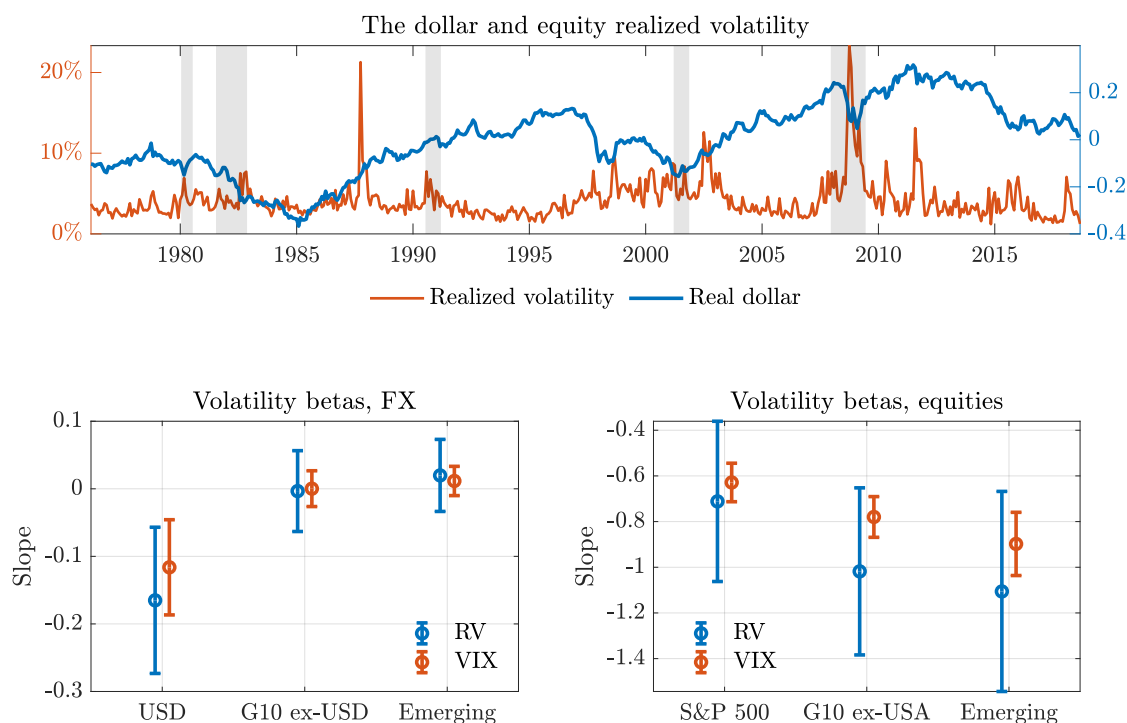 The dollar and equity realized volatility
20%
10%
0%
0.2
0
-0.2
-0.4
1980 1985 1990 1995 2000 2005 2010 2015
Realized volatility Real dollar
Volatility betas, FX
0.1
0
-0.1
-0.2
-0.3
Slope
RV
VIX
USD G10 ex-USD Emerging
Volatility betas, equities
-0.4
-0.6
-0.8
-1
-1.2
-1.4
Slope
RV
VIX
S&P 500 G10 ex-USA Emerging